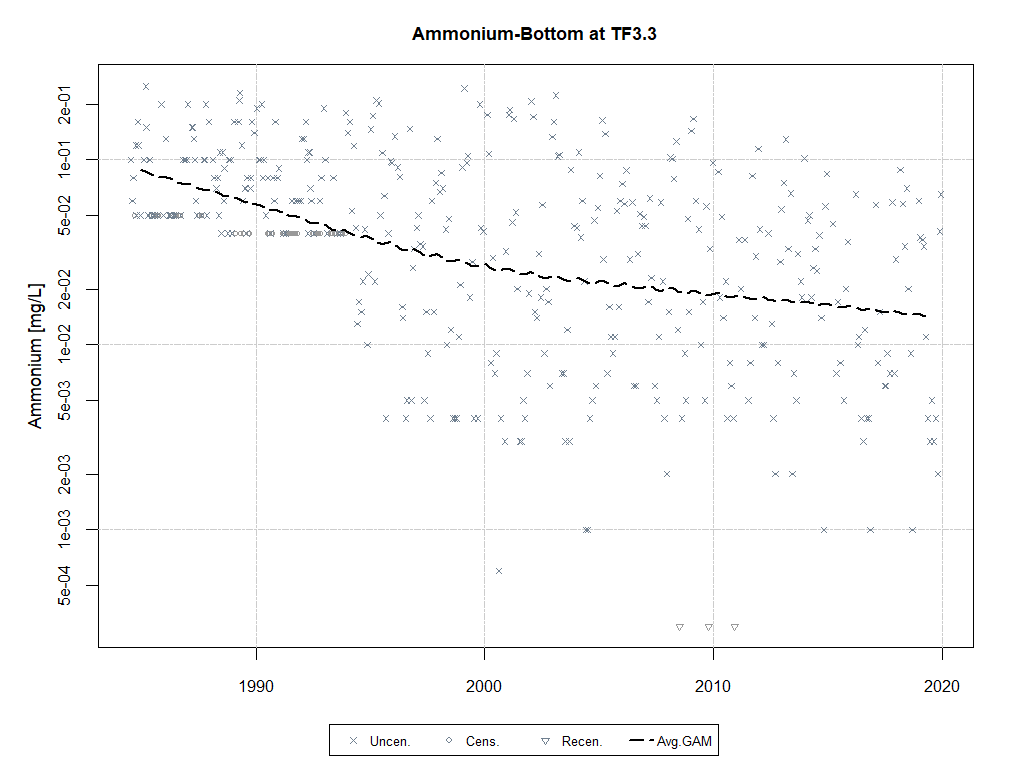 Ammonium-Bottom at TF3.3
Ammonium [mg/L]
2e-01
1e-01
5e-02
2e-02
1e-02
5e-03
2e-03
1e-03
5e-04
1990 2000 2010 2020
Uncen. Cens. Recen. Avg.GAM